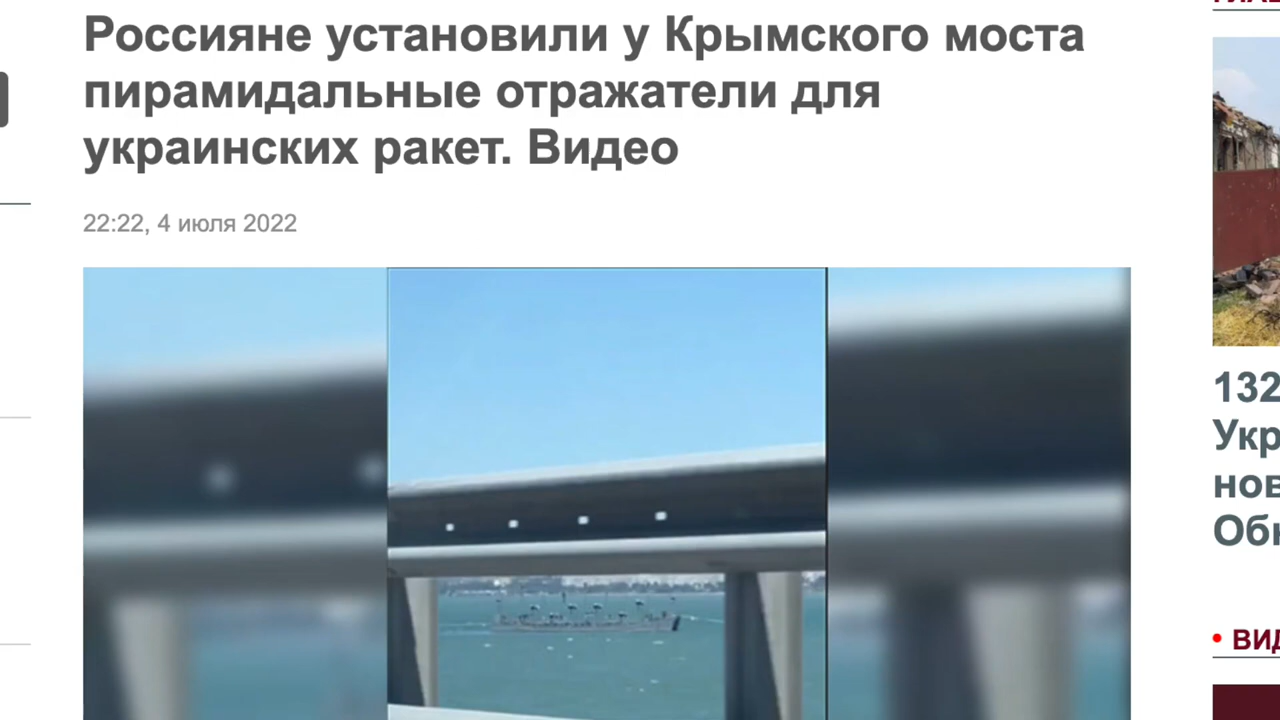 Россияне установили у Крымского моста
пирамидальные отражатели для
украинских ракет. Видео
22:22, 4 июля 2022
132
Укр
нов
• ВИД